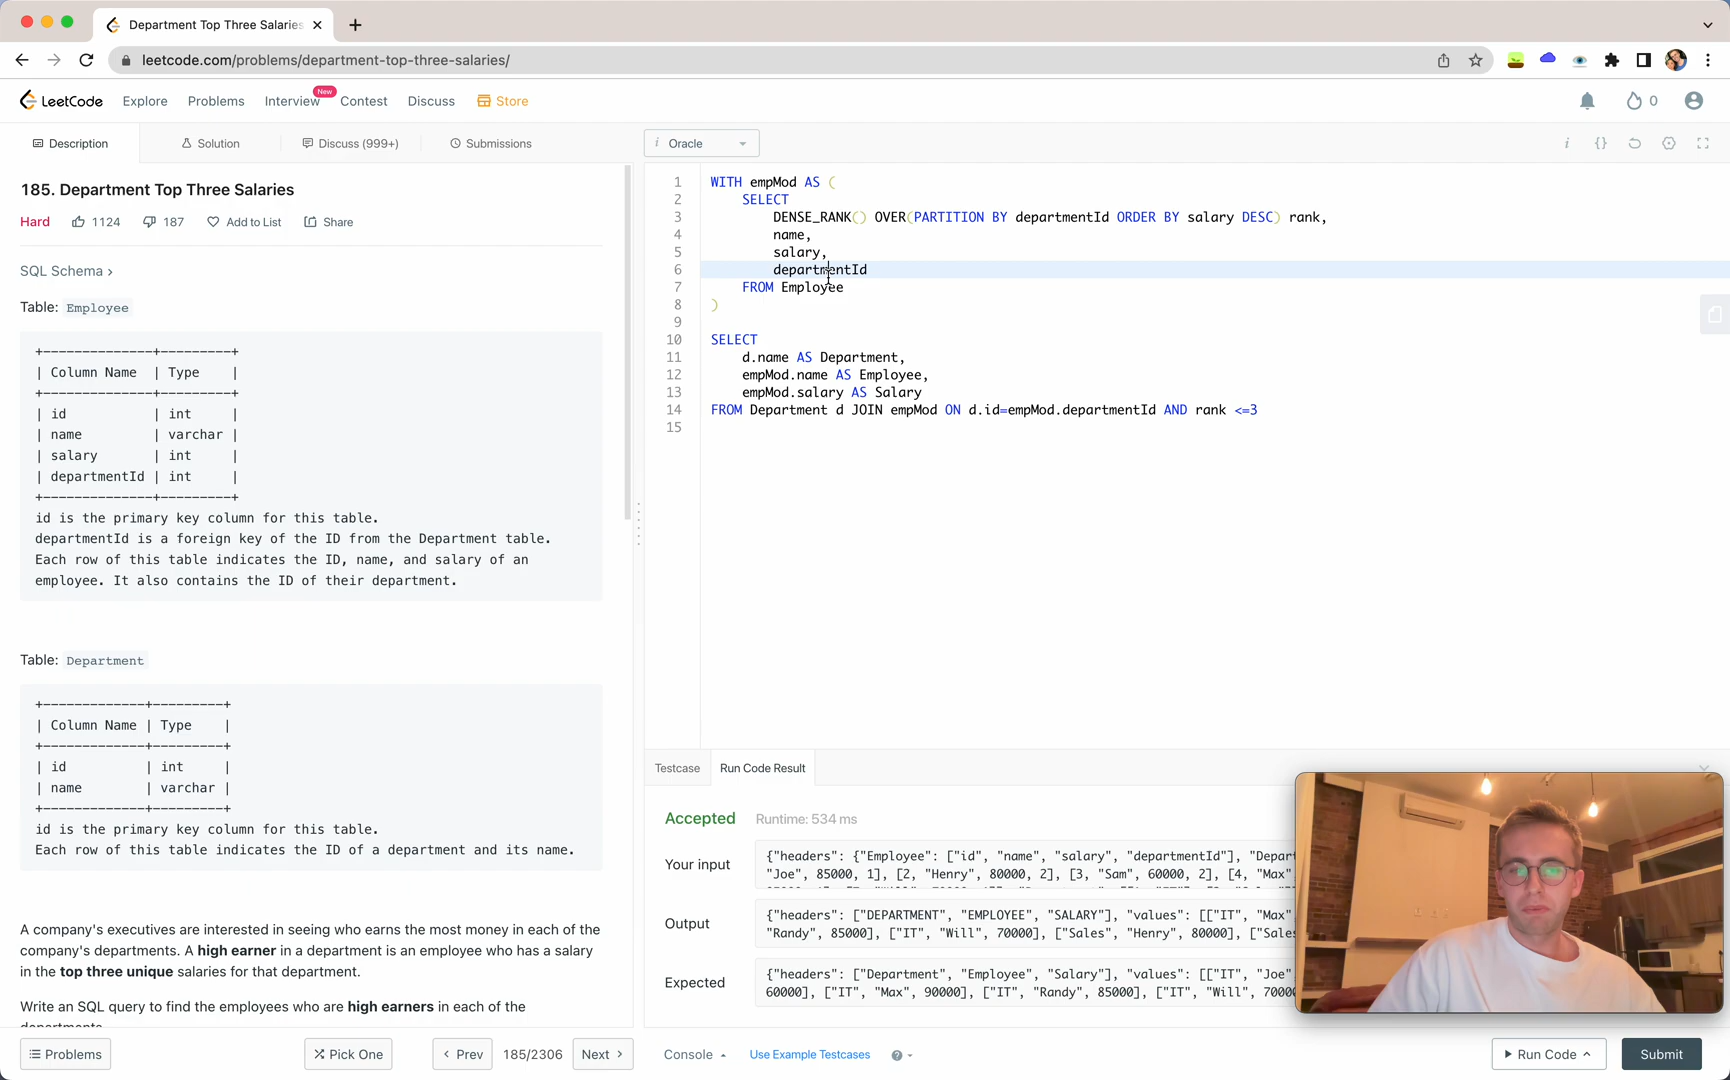 Department Top Three Salaries
leetcode.com/problems/department-top-three-salaries/
LeetCode Explore Problems Interview New Contest Discuss Store 0
Description Solution Discuss (999+) Submissions
i Oracle
185. Department Top Three Salaries
Hard 1124 187 Add to List Share
SQL Schema >
Table: Employee
+--------------+---------+
| Column Name  | Type    |
+--------------+---------+
| id           | int     |
| name         | varchar |
| salary       | int     |
| departmentId | int     |
+--------------+---------+
id is the primary key column for this table.
departmentId is a foreign key of the ID from the Department table.
Each row of this table indicates the ID, name, and salary of an
employee. It also contains the ID of their department.
Table: Department
+-------------+---------+
| Column Name | Type    |
+-------------+---------+
| id          | int     |
| name        | varchar |
+-------------+---------+
id is the primary key column for this table.
Each row of this table indicates the ID of a department and its name.
A company's executives are interested in seeing who earns the most money in each of the
company's departments. A high earner in a department is an employee who has a salary
in the top three unique salaries for that department.
Write an SQL query to find the employees who are high earners in each of the
departments.
Problems Pick One < Prev 185/2306 Next >
1 WITH empMod AS (
2     SELECT
3         DENSE_RANK() OVER(PARTITION BY departmentId ORDER BY salary DESC) rank,
4         name,
5         salary,
6         departmentId
7     FROM Employee
8 )
9
10 SELECT
11     d.name AS Department,
12     empMod.name AS Employee,
13     empMod.salary AS Salary
14 FROM Department d JOIN empMod ON d.id=empMod.departmentId AND rank <=3
15
Testcase Run Code Result
Accepted Runtime: 534 ms
Your input
{"headers": {"Employee": ["id", "name", "salary", "departmentId"], "Depar
"Joe", 85000, 1], [2, "Henry", 80000, 2], [3, "Sam", 60000, 2], [4, "Max"
Output
{"headers": ["DEPARTMENT", "EMPLOYEE", "SALARY"], "values": [["IT", "Max"
"Randy", 85000], ["IT", "Will", 70000], ["Sales", "Henry", 80000], ["Sales
Expected
{"headers": ["Department", "Employee", "Salary"], "values": [["IT", "Joe"
60000], ["IT", "Max", 90000], ["IT", "Randy", 85000], ["IT", "Will", 70000
Console Use Example Testcases ? Run Code Submit